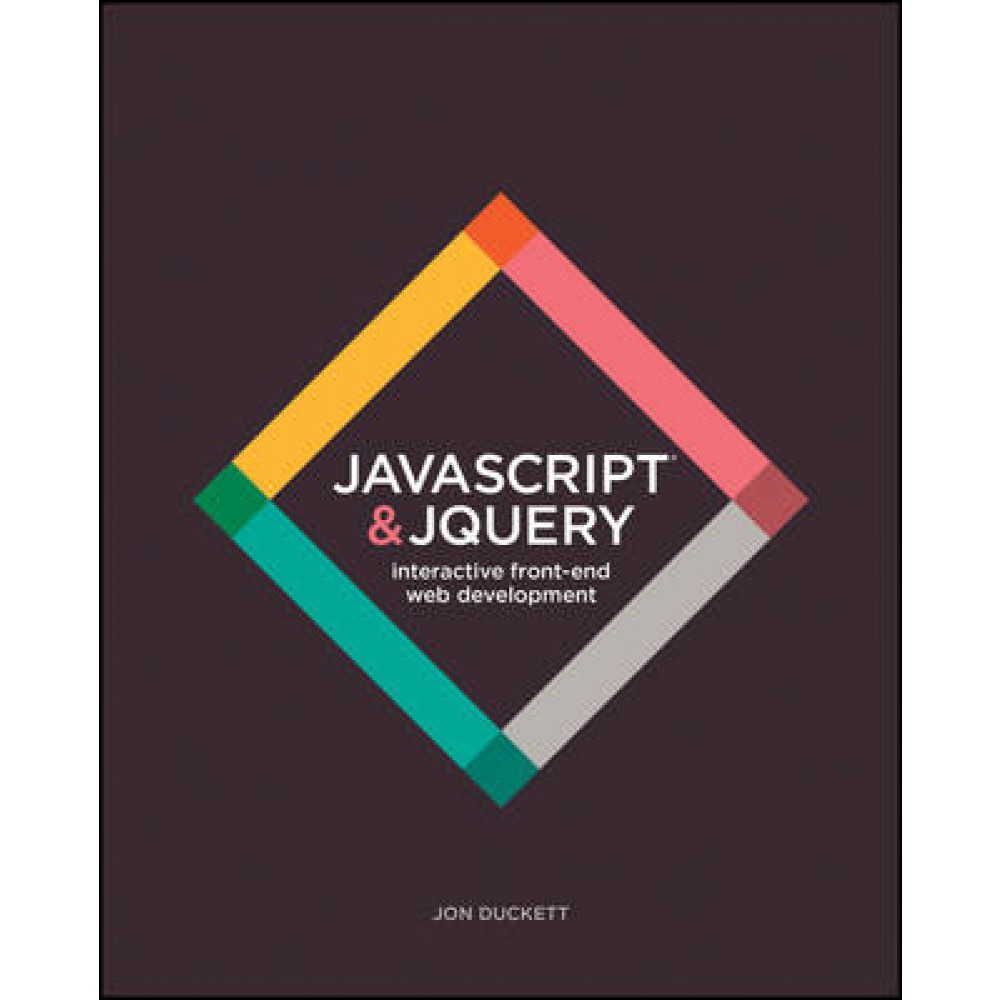 JAVASCRIPT®
& JQUERY
interactive front-end
web development
JON DUCKETT